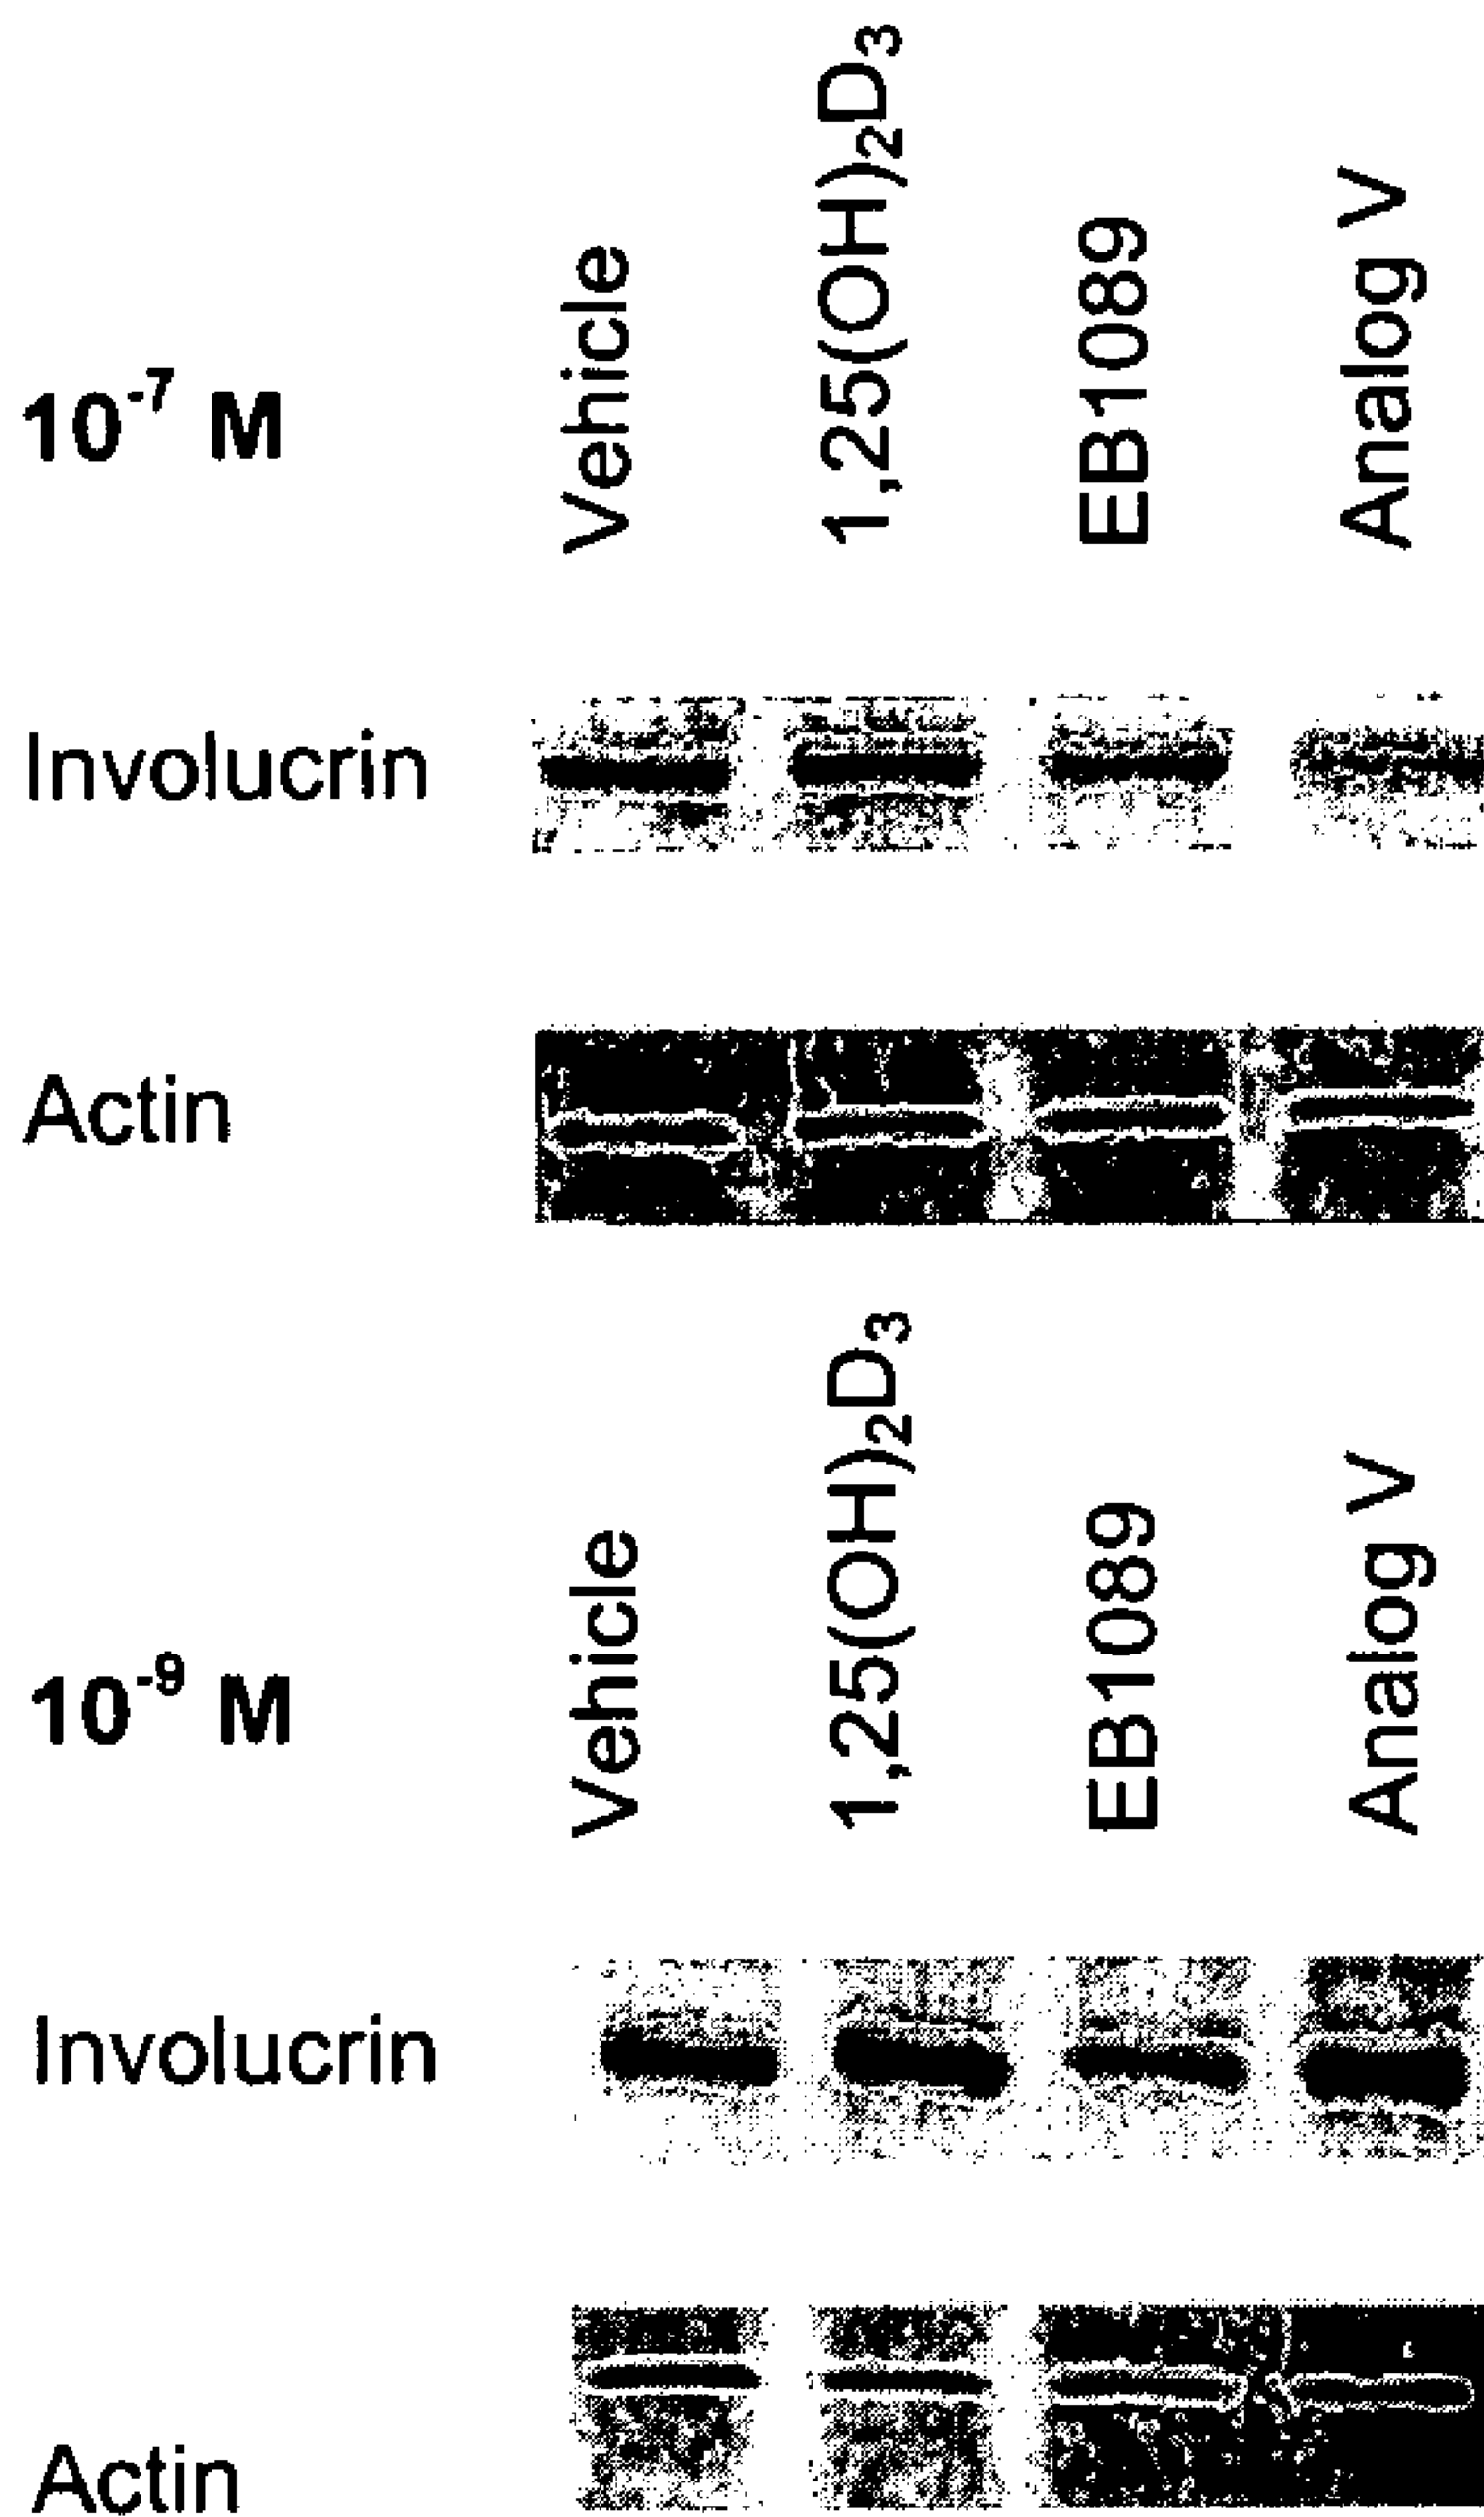 10⁻⁷ M
Vehicle
1,25(OH)₂D₃
EB1089
Analog V
Involucrin
Actin
10⁻⁹ M
Vehicle
1,25(OH)₂D₃
EB1089
Analog V
Involucrin
Actin